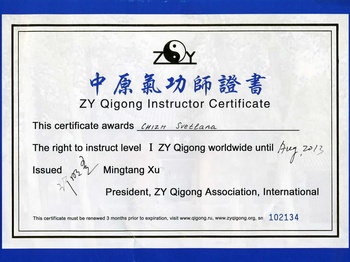 ZY
中原氣功師證書
ZY Qigong Instructor Certificate
This certificate awards CHIZH Svetlana
The right to instruct level I ZY Qigong worldwide until Aug, 2013
Issued Mingtang Xu
President, ZY Qigong Association, International
This certificate must be renewed 3 months prior to expiration, visit www.qigong.ru, www.zyqigong.org, sn 102134